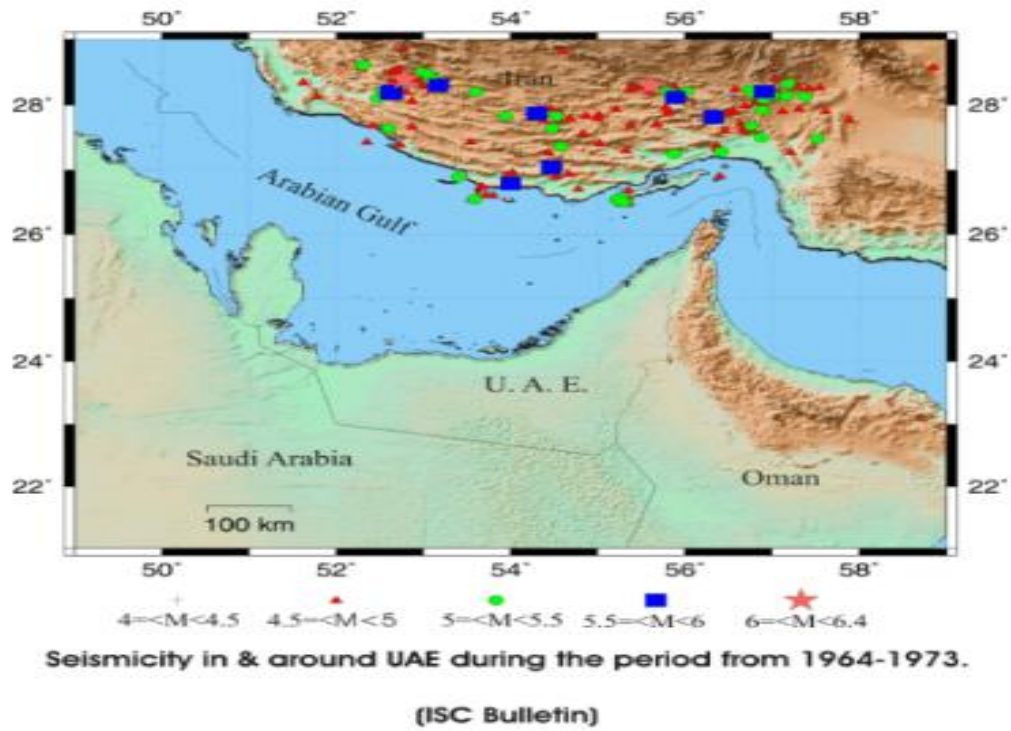 50° 52° 54° 56° 58°
Iran
28° 28°
Arabian Gulf
26° 26°
24° 24°
U. A. E.
Saudi Arabia
Oman
22° 22°
100 km
50° 52° 54° 56° 58°
4=<M<4.5 4.5=<M<5 5=<M<5.5 5.5=<M<6 6=<M<6.4
Seismicity in & around UAE during the period from 1964-1973.
(ISC Bulletin)